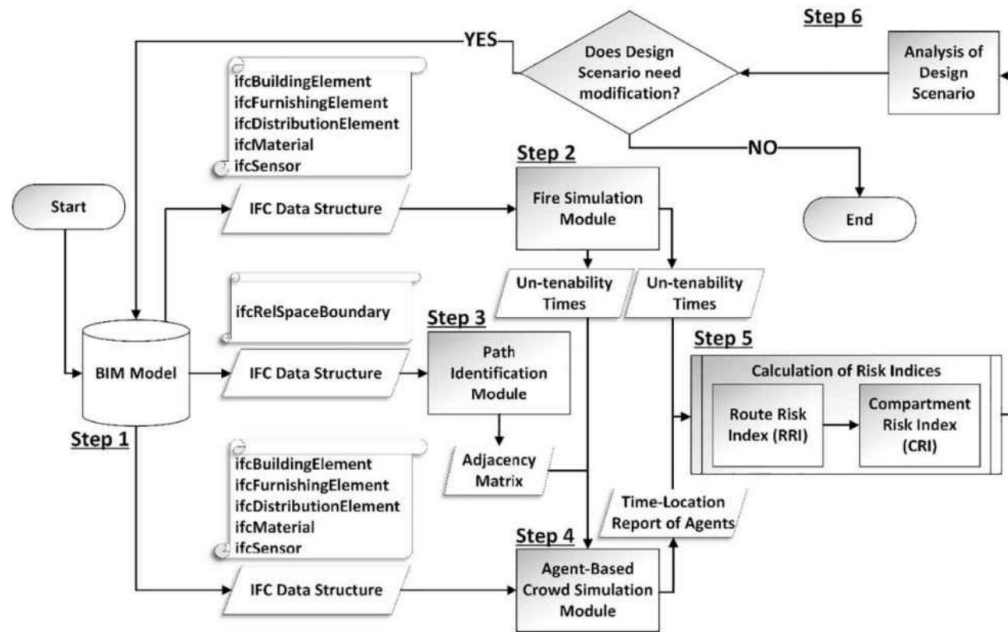 Step 6
YES
Does Design
Scenario need
modification?
Analysis of
Design
Scenario
ifcBuildingElement
ifcFurnishingElement
ifcDistributionElement
ifcMaterial
ifcSensor
NO
Step 2
Start
IFC Data Structure
Fire Simulation
Module
End
Un-tenability
Times
Un-tenability
Times
ifcRelSpaceBoundary
Step 3
Step 5
BIM Model
IFC Data Structure
Path
Identification
Module
Calculation of Risk Indices
Route Risk
Index (RRI)
Compartment
Risk Index
(CRI)
Step 1
Adjacency
Matrix
ifcBuildingElement
ifcFurnishingElement
ifcDistributionElement
ifcMaterial
ifcSensor
Time-Location
Report of Agents
Step 4
IFC Data Structure
Agent-Based
Crowd Simulation
Module